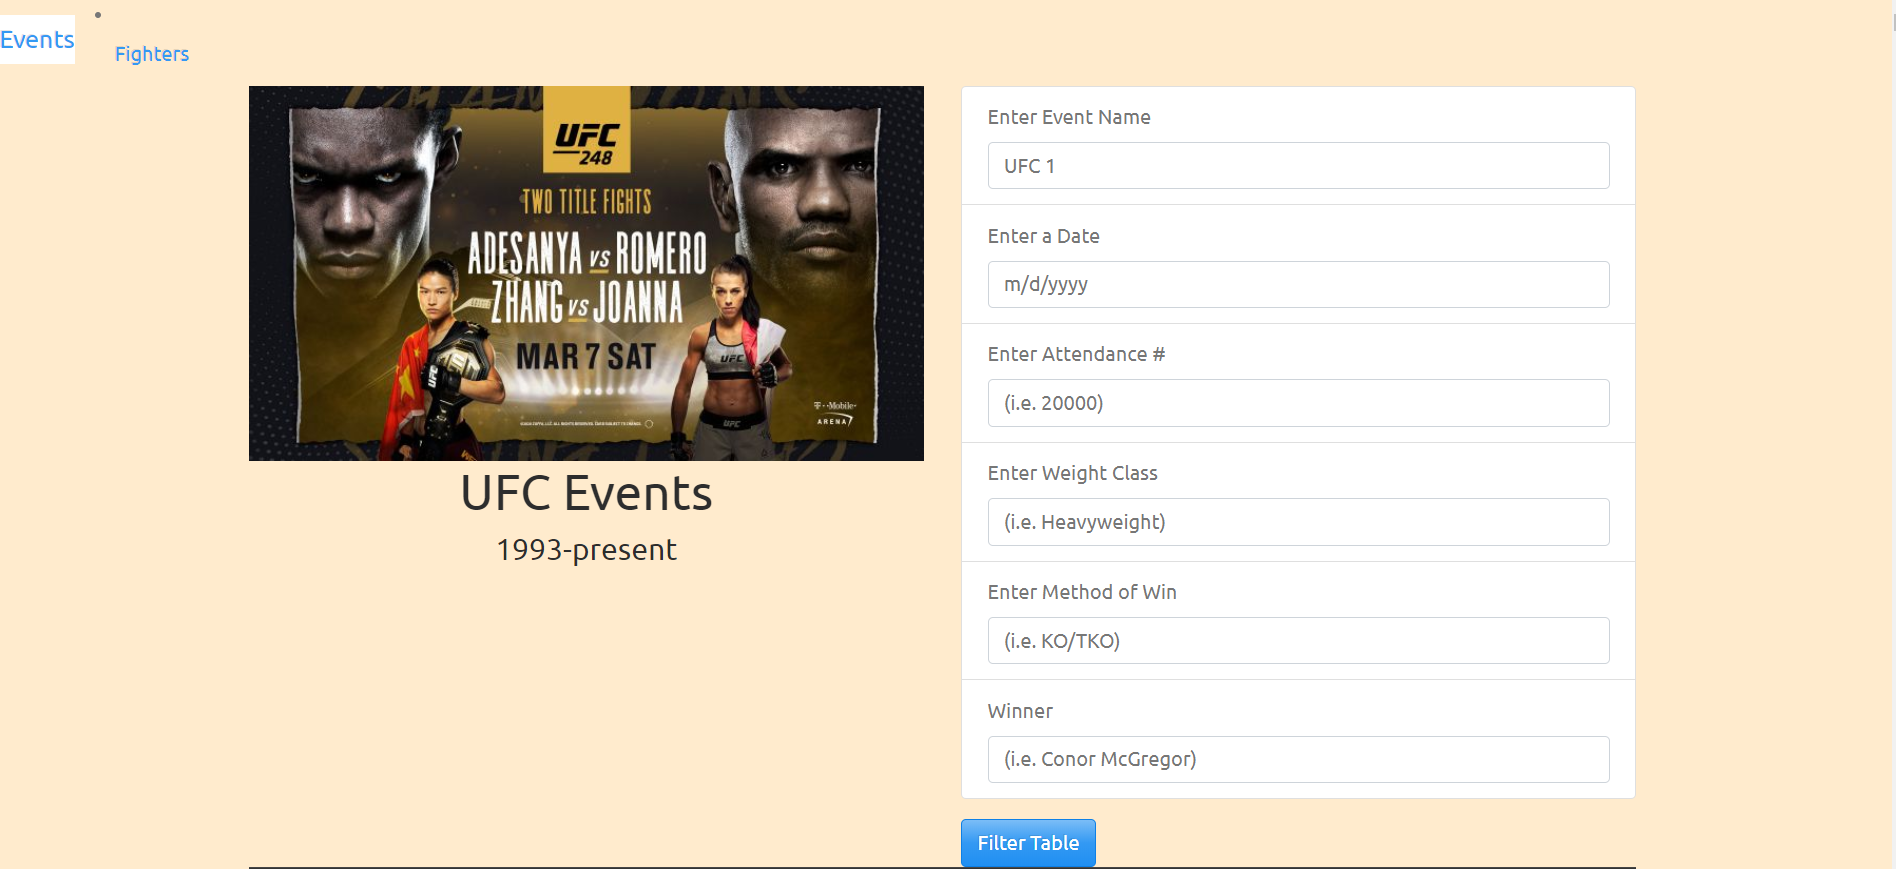 Events
Fighters
UFC
248
TWO TITLE FIGHTS
ADESANYA vs ROMERO
ZHANG vs JOANNA
MAR 7 SAT
T-Mobile
ARENA
UFC
UFC
UFC
UFC Events
1993-present
Enter Event Name
UFC 1
Enter a Date
m/d/yyyy
Enter Attendance #
(i.e. 20000)
Enter Weight Class
(i.e. Heavyweight)
Enter Method of Win
(i.e. KO/TKO)
Winner
(i.e. Conor McGregor)
Filter Table